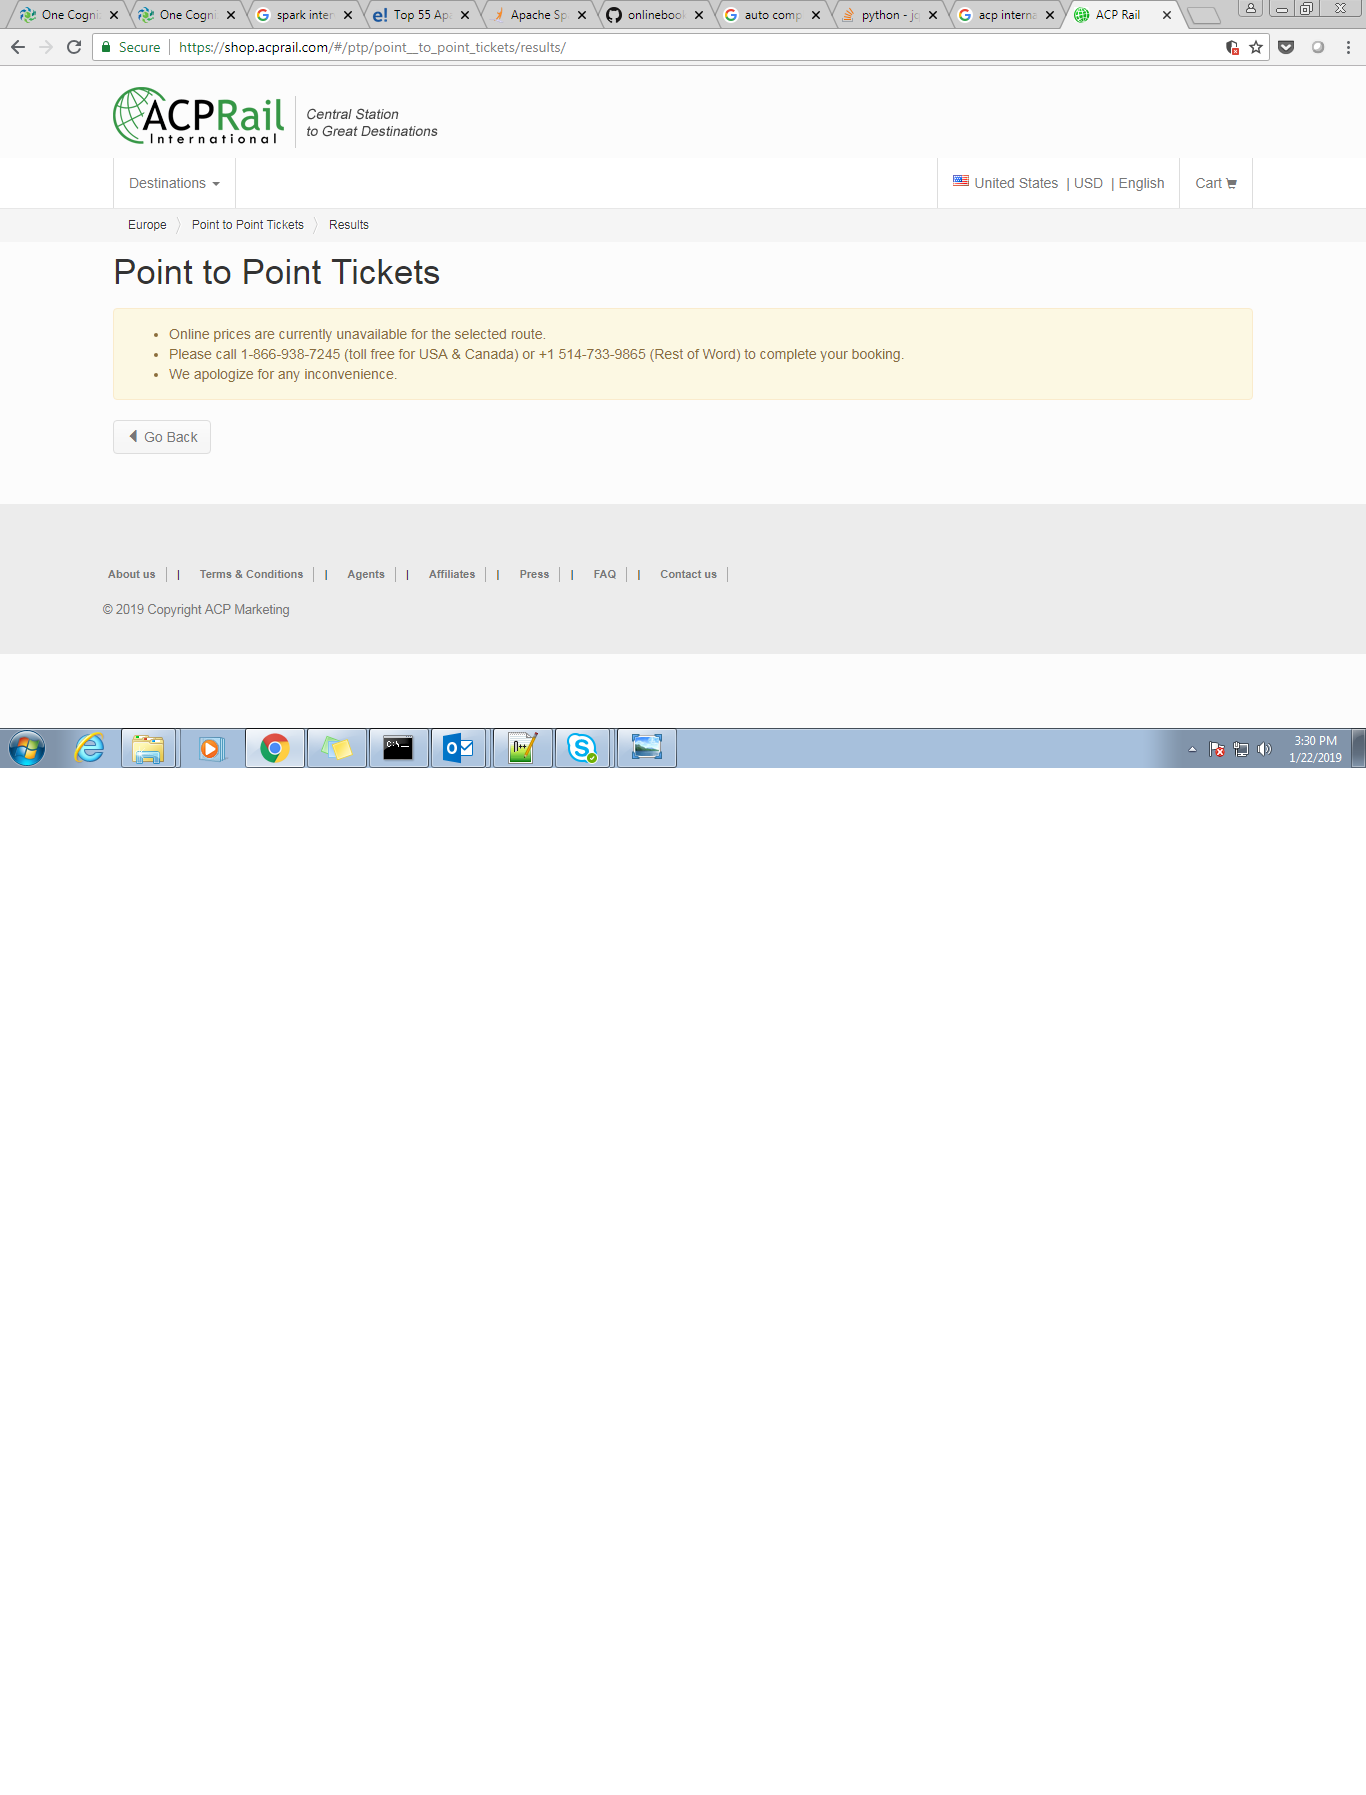 One Cogni
One Cogni
spark inter
Top 55 Apa
Apache Sp
onlinebook
auto comp
python - jq
acp interna
ACP Rail
Secure
https://shop.acprail.com/#/ptp/point__to_point_tickets/results/
ACPRail
International
Central Station
to Great Destinations
Destinations
United States | USD | English
Cart
Europe
Point to Point Tickets
Results
Point to Point Tickets
• Online prices are currently unavailable for the selected route.
• Please call 1-866-938-7245 (toll free for USA & Canada) or +1 514-733-9865 (Rest of Word) to complete your booking.
• We apologize for any inconvenience.
Go Back
About us | Terms & Conditions | Agents | Affiliates | Press | FAQ | Contact us
© 2019 Copyright ACP Marketing
3:30 PM
1/22/2019